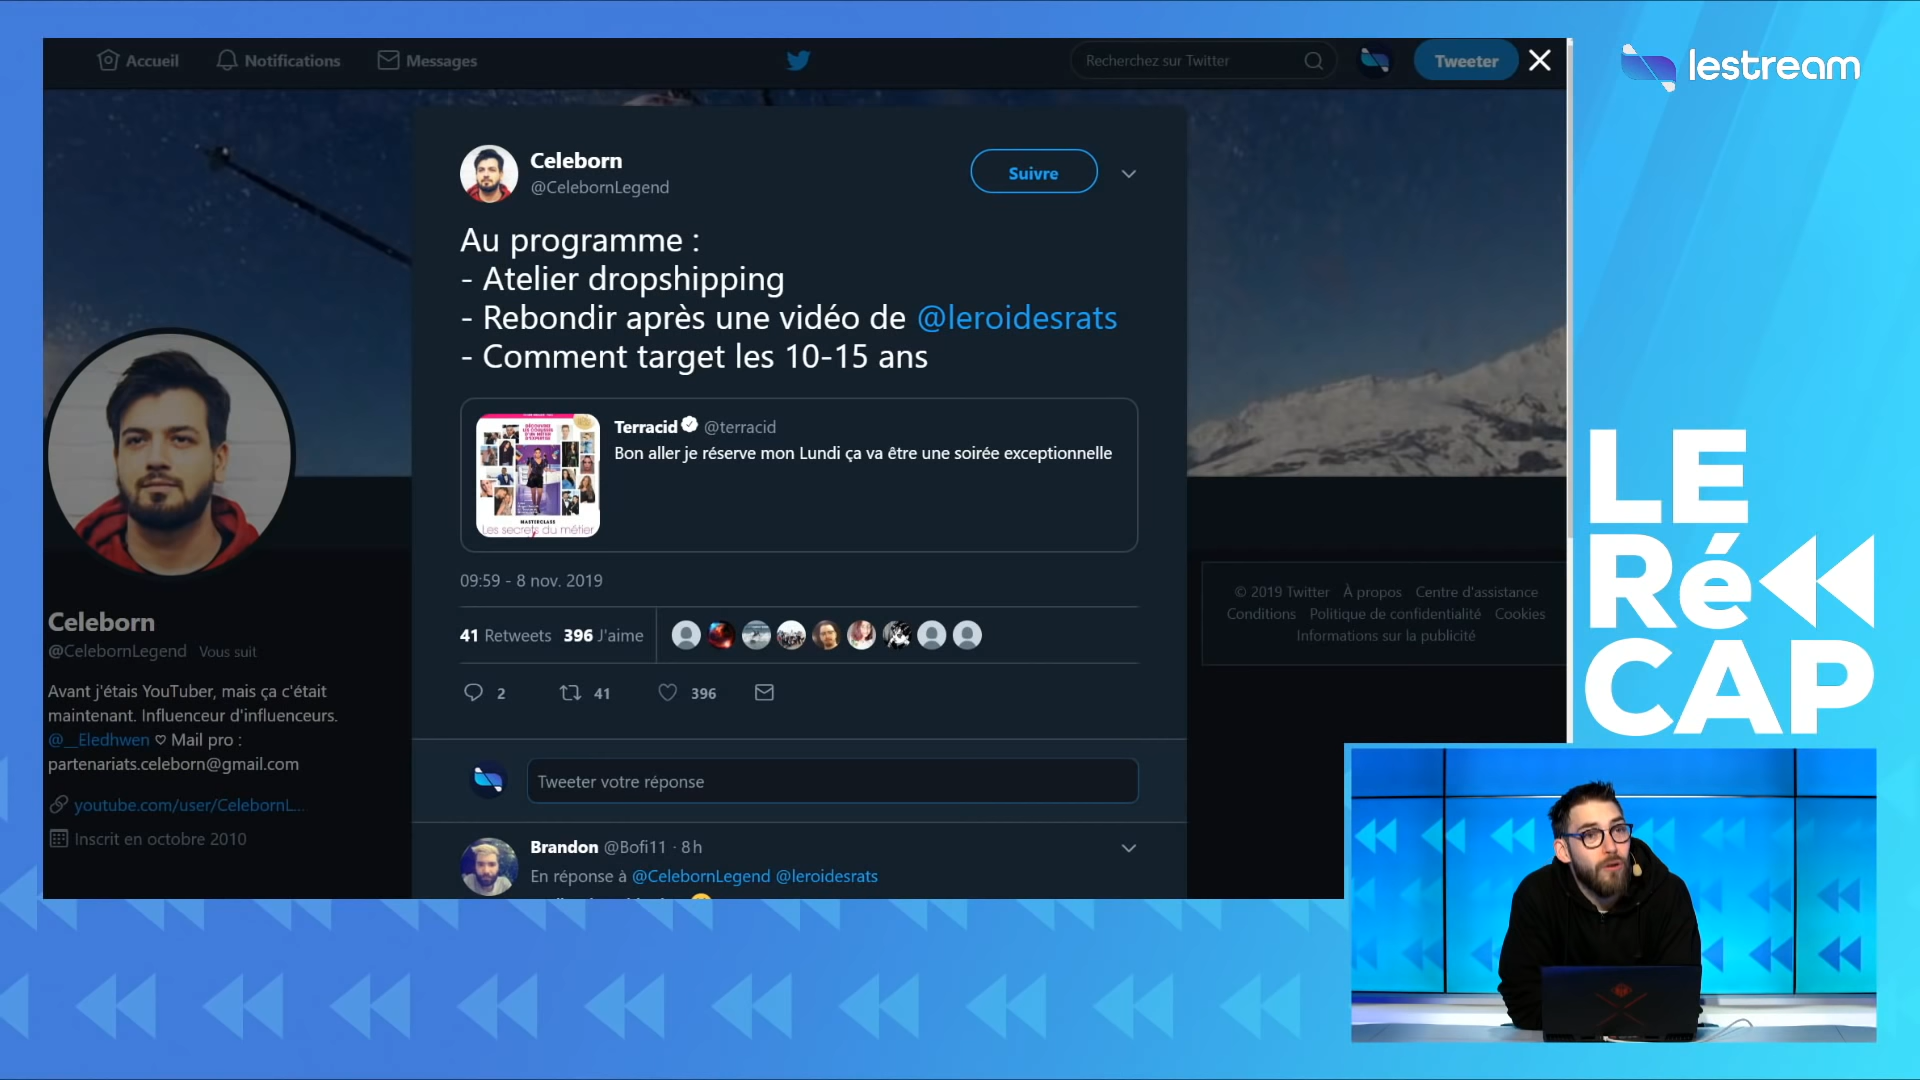 Accueil
Notifications
Messages
Recherchez sur Twitter
Tweeter
lestream
Celeborn
@CelebornLegend
Suivre
Au programme :
- Atelier dropshipping
- Rebondir après une vidéo de @leroidesrats
- Comment target les 10-15 ans
Terracid @terracid
Bon aller je réserve mon Lundi ça va être une soirée exceptionnelle
MASTERCLASS
Les secrets du métier
09:59 - 8 nov. 2019
41 Retweets 396 J'aime
2 41 396
Tweeter votre réponse
Brandon @Bofi11 · 8 h
En réponse à @CelebornLegend @leroidesrats
Celeborn
@CelebornLegend Vous suit
Avant j'étais YouTuber, mais ça c'était
maintenant. Influenceur d'influenceurs.
@__Eledhwen ♡ Mail pro :
partenariats.celeborn@gmail.com
youtube.com/user/CelebornL...
Inscrit en octobre 2010
© 2019 Twitter À propos Centre d'assistance
Conditions Politique de confidentialité Cookies
Informations sur la publicité
LE
Ré
CAP